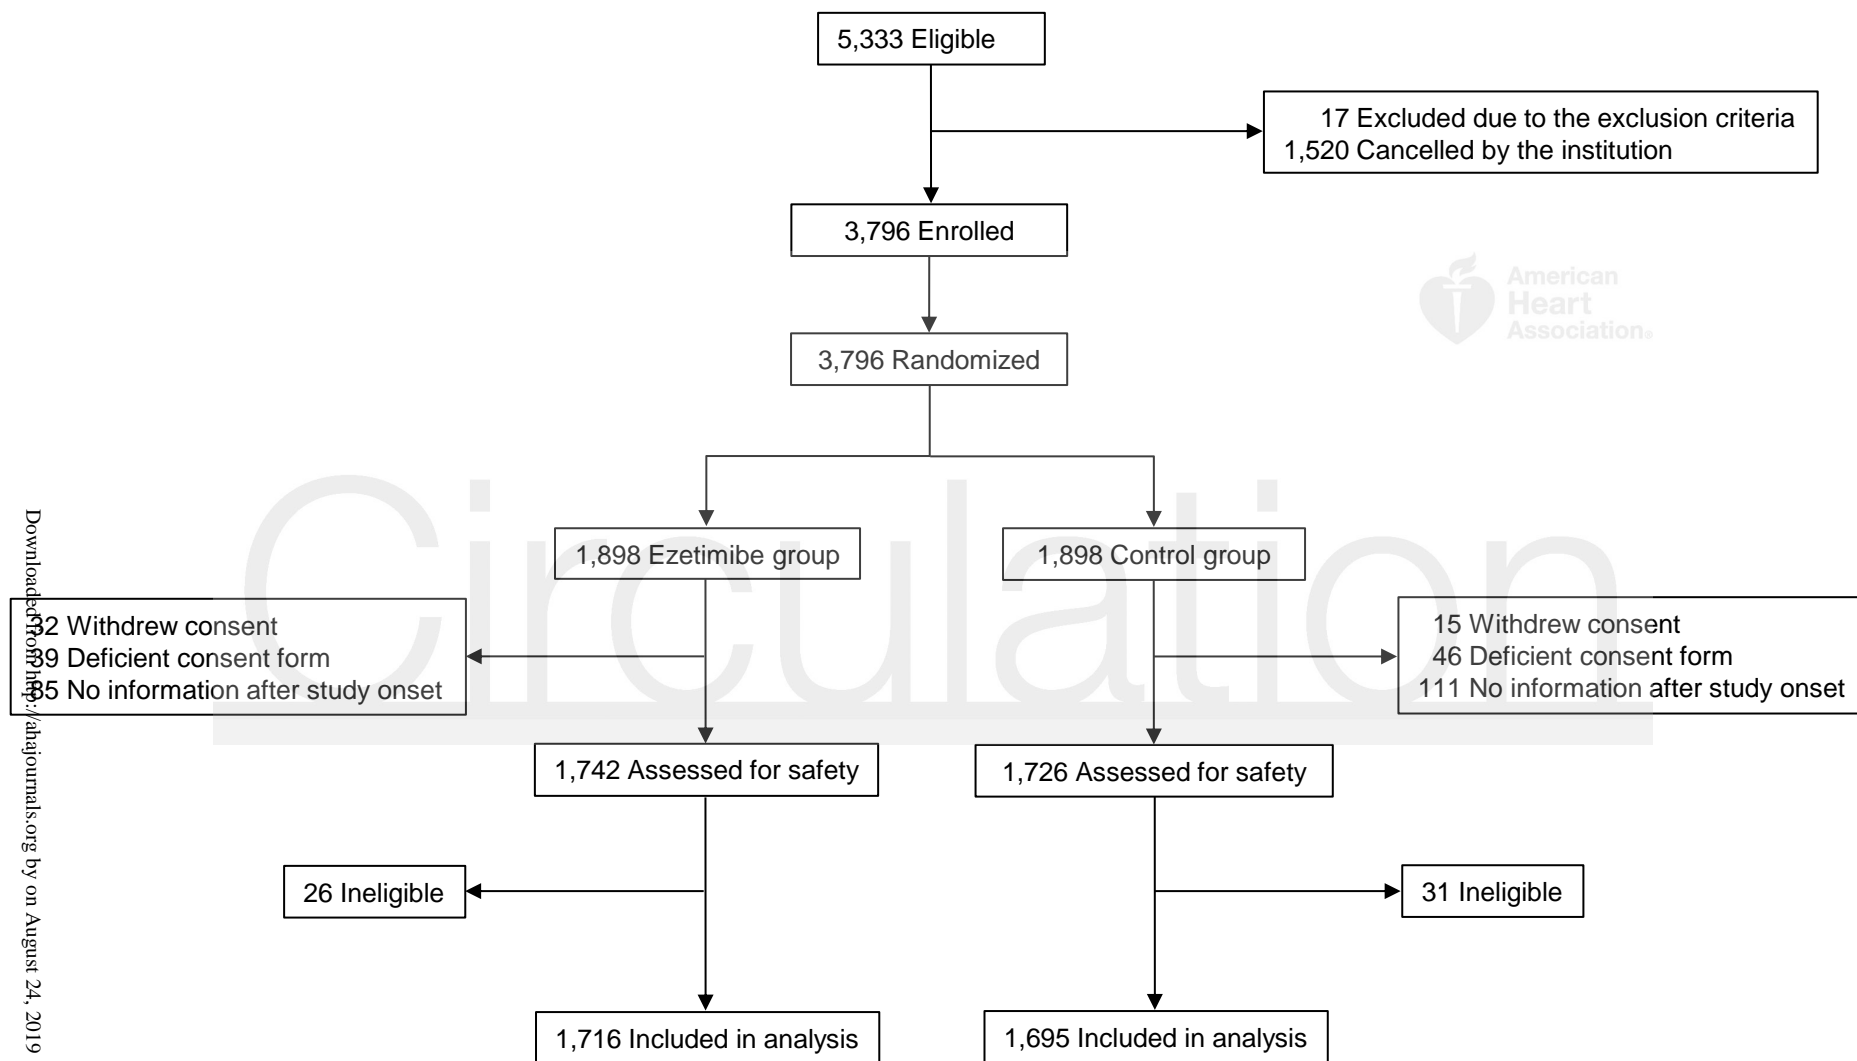 5,333 Eligible
17 Excluded due to the exclusion criteria
1,520 Cancelled by the institution
3,796 Enrolled
American
Heart
Association®
3,796 Randomized
Circulation
1,898 Ezetimibe group
1,898 Control group
32 Withdrew consent
39 Deficient consent form
85 No information after study onset
15 Withdrew consent
46 Deficient consent form
111 No information after study onset
1,742 Assessed for safety
1,726 Assessed for safety
26 Ineligible
31 Ineligible
1,716 Included in analysis
1,695 Included in analysis
Downloaded from http://ahajournals.org by on August 24, 2019